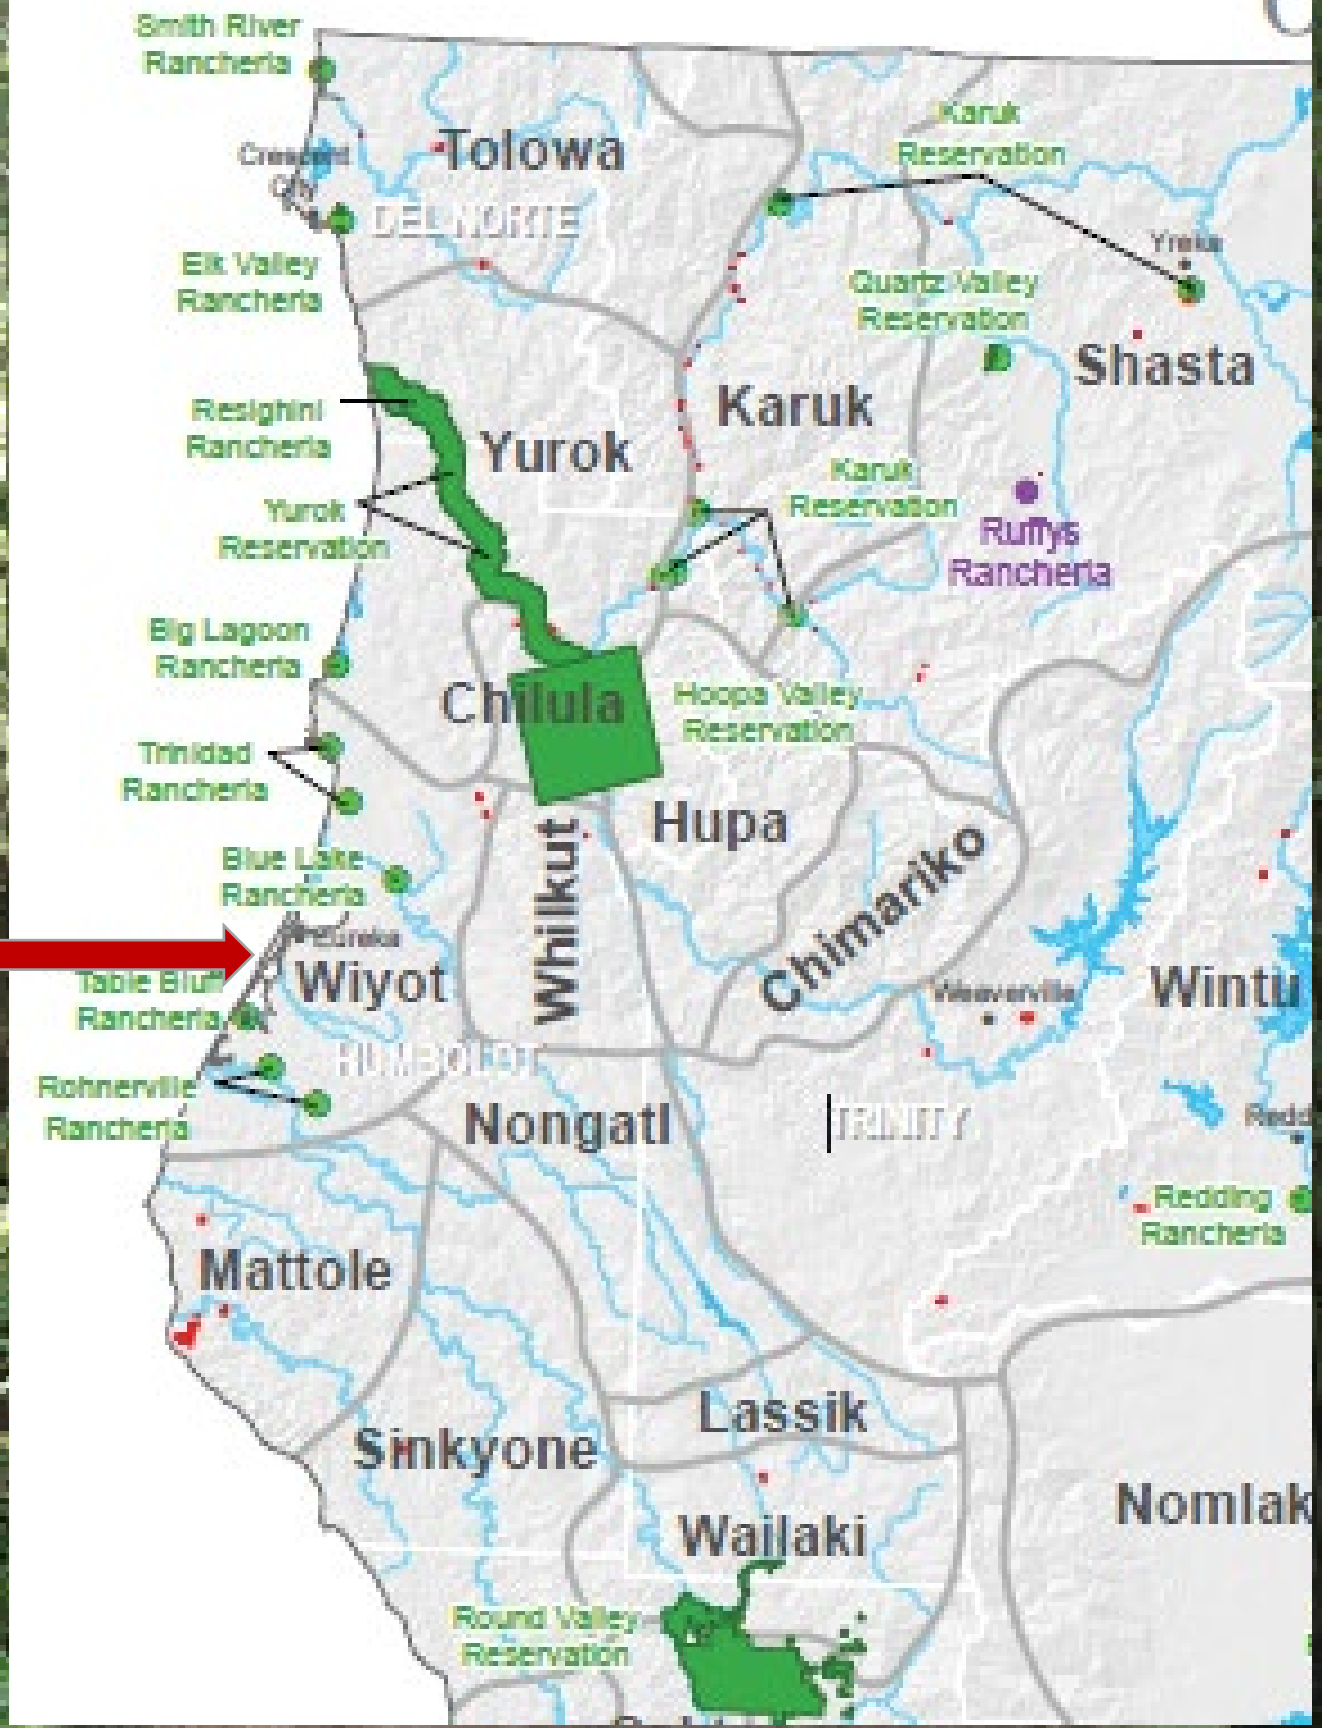 C
Smith River
Rancheria
Tolowa
Karuk
Reservation
Crescent
City
DEL NORTE
Yreka
Elk Valley
Rancheria
Quartz Valley
Reservation
Shasta
Resighini
Rancheria
Karuk
Yurok
Karuk
Reservation
Yurok
Reservation
Ruffys
Rancheria
Big Lagoon
Rancheria
Chilula
Hoopa Valley
Reservation
Trinidad
Rancheria
Hupa
Blue Lake
Rancheria
Whilkut
Chimariko
Eureka
Wiyot
Table Bluff
Rancheria
Weaverville
Wintu
HUMBOLDT
Rohnerville
Rancheria
Nongatl
TRINITY
Redd
Redding
Rancheria
Mattole
Lassik
Sinkyone
Nomlak
Wailaki
Round Valley
Reservation